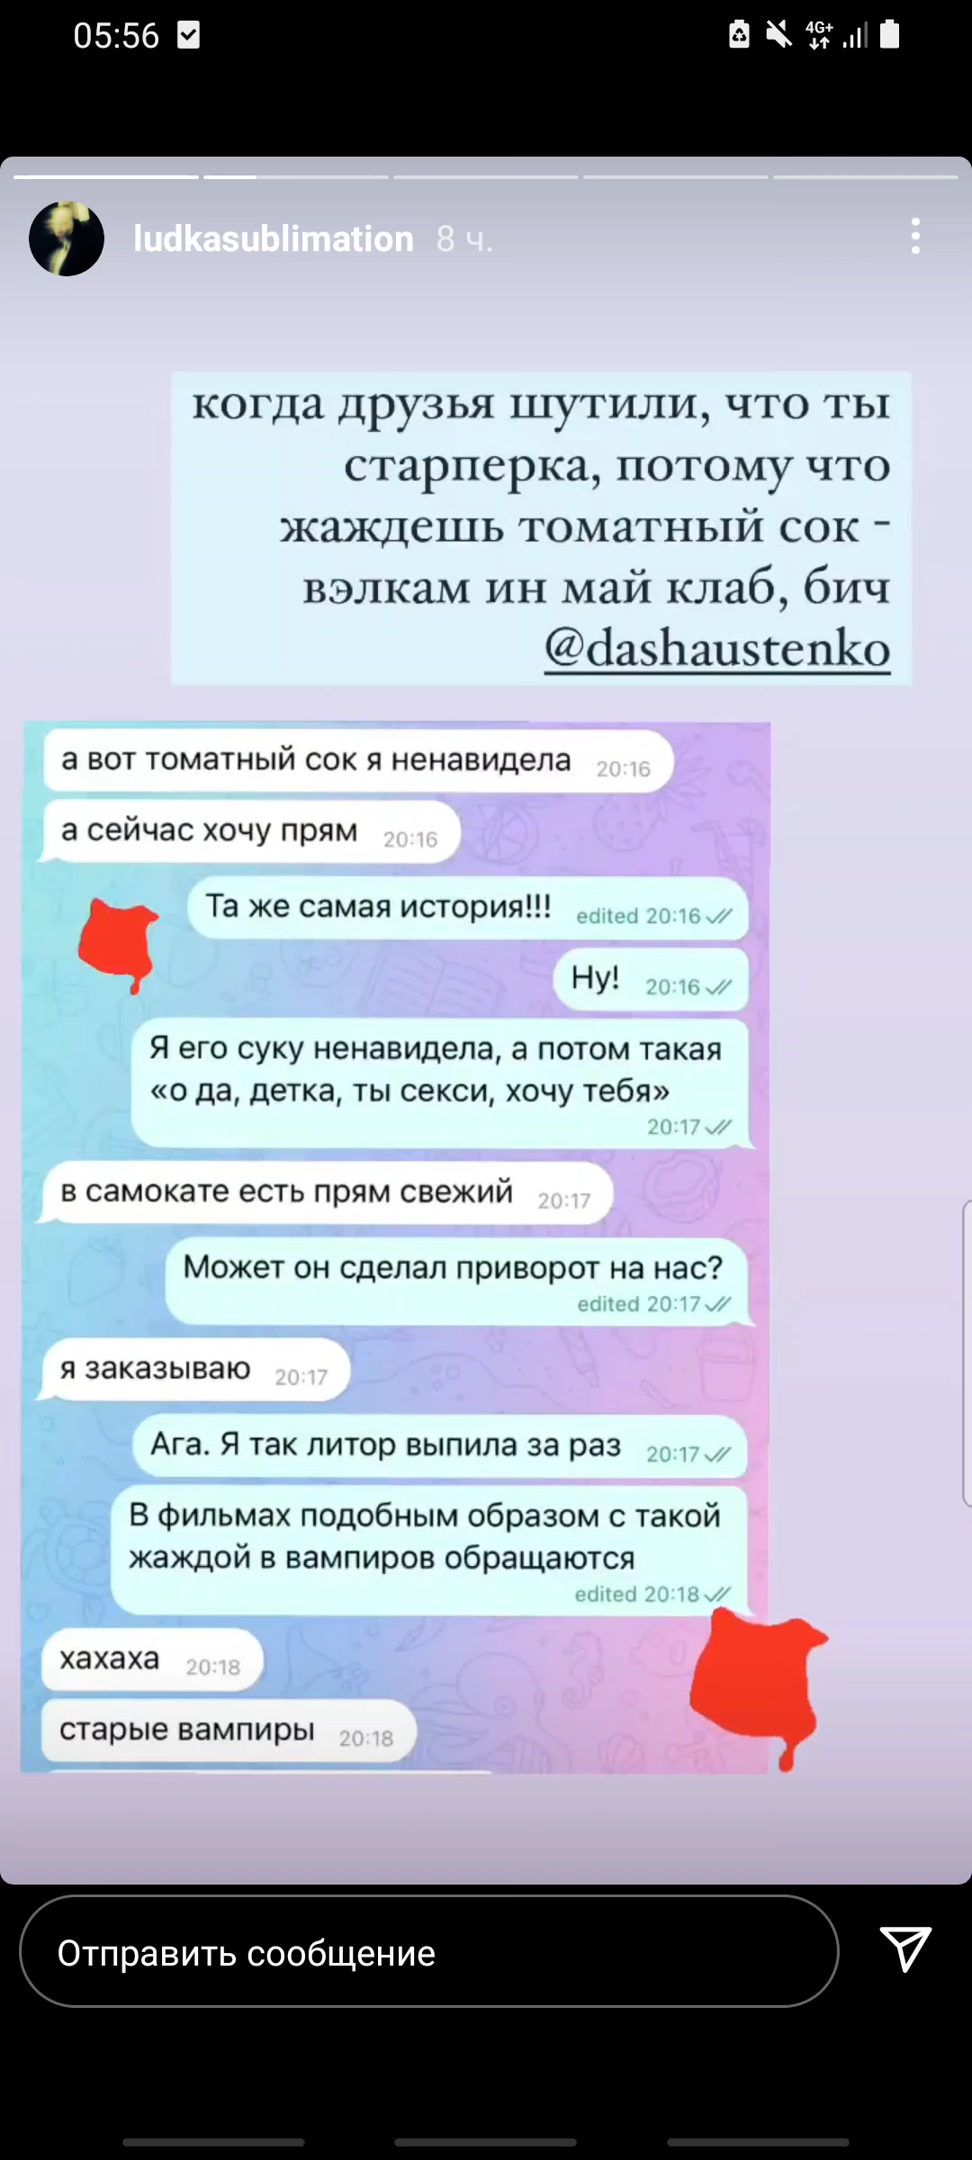 05:56
4G+
ludkasublimation 8 ч.
когда друзья шутили, что ты
старперка, потому что
жаждешь томатный сок -
вэлкам ин май клаб, бич
@dashaustenko
а вот томатный сок я ненавидела 20:16
а сейчас хочу прям 20:16
Та же самая история!!! edited 20:16
Ну! 20:16
Я его суку ненавидела, а потом такая
«о да, детка, ты секси, хочу тебя»
20:17
в самокате есть прям свежий 20:17
Может он сделал приворот на нас?
edited 20:17
я заказываю 20:17
Ага. Я так литор выпила за раз 20:17
В фильмах подобным образом с такой
жаждой в вампиров обращаются
edited 20:18
хахаха 20:18
старые вампиры 20:18
Отправить сообщение